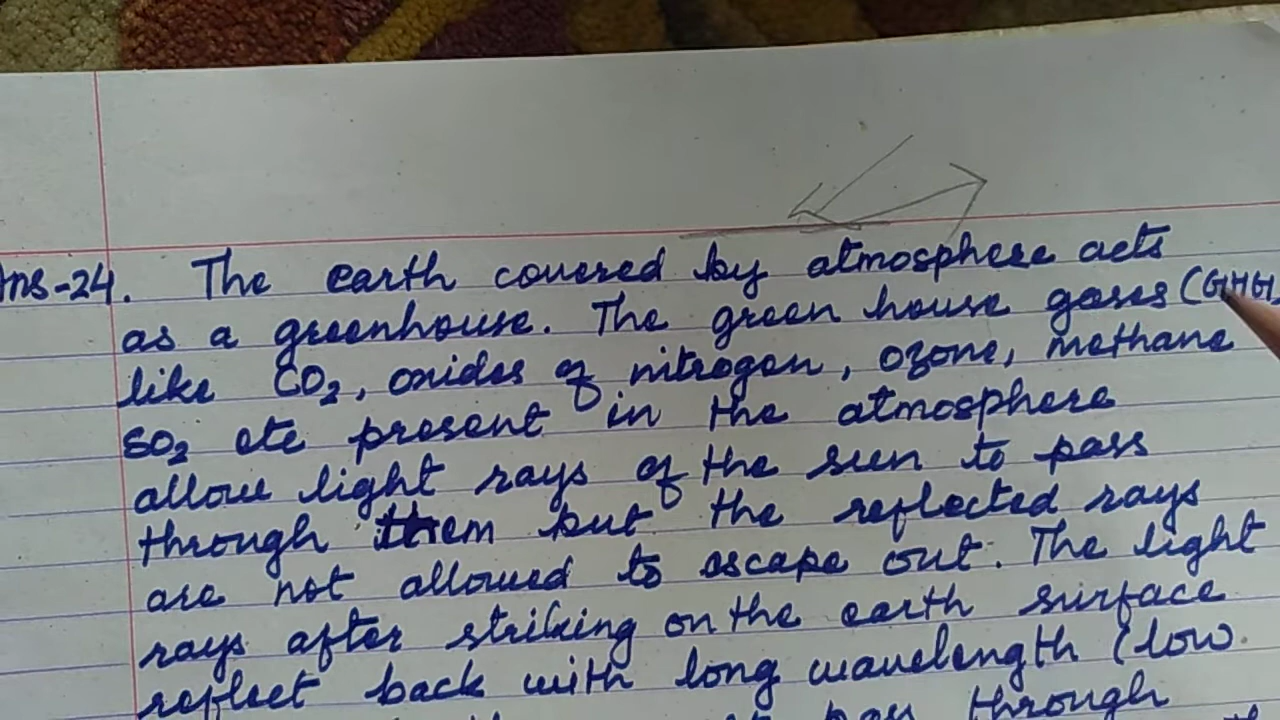 Ans-24. The earth covered by atmosphere acts
as a greenhouse. The green house gases (GHG)
like CO2, oxides of nitrogen, ozone, methane
SO2 etc present in the atmosphere
allow light rays of the sun to pass
through them but the reflected rays
are not allowed to escape out. The light
rays after striking on the earth surface
reflect back with long wavelength (low
pass through